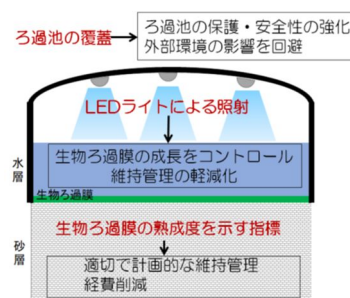 ろ過池の覆蓋
ろ過池の保護・安全性の強化
外部環境の影響を回避
LEDライトによる照射
水層
生物ろ過膜の成長をコントロール
維持管理の軽減化
生物ろ過膜
砂層
生物ろ過膜の熟成度を示す指標
適切で計画的な維持管理
経費削減